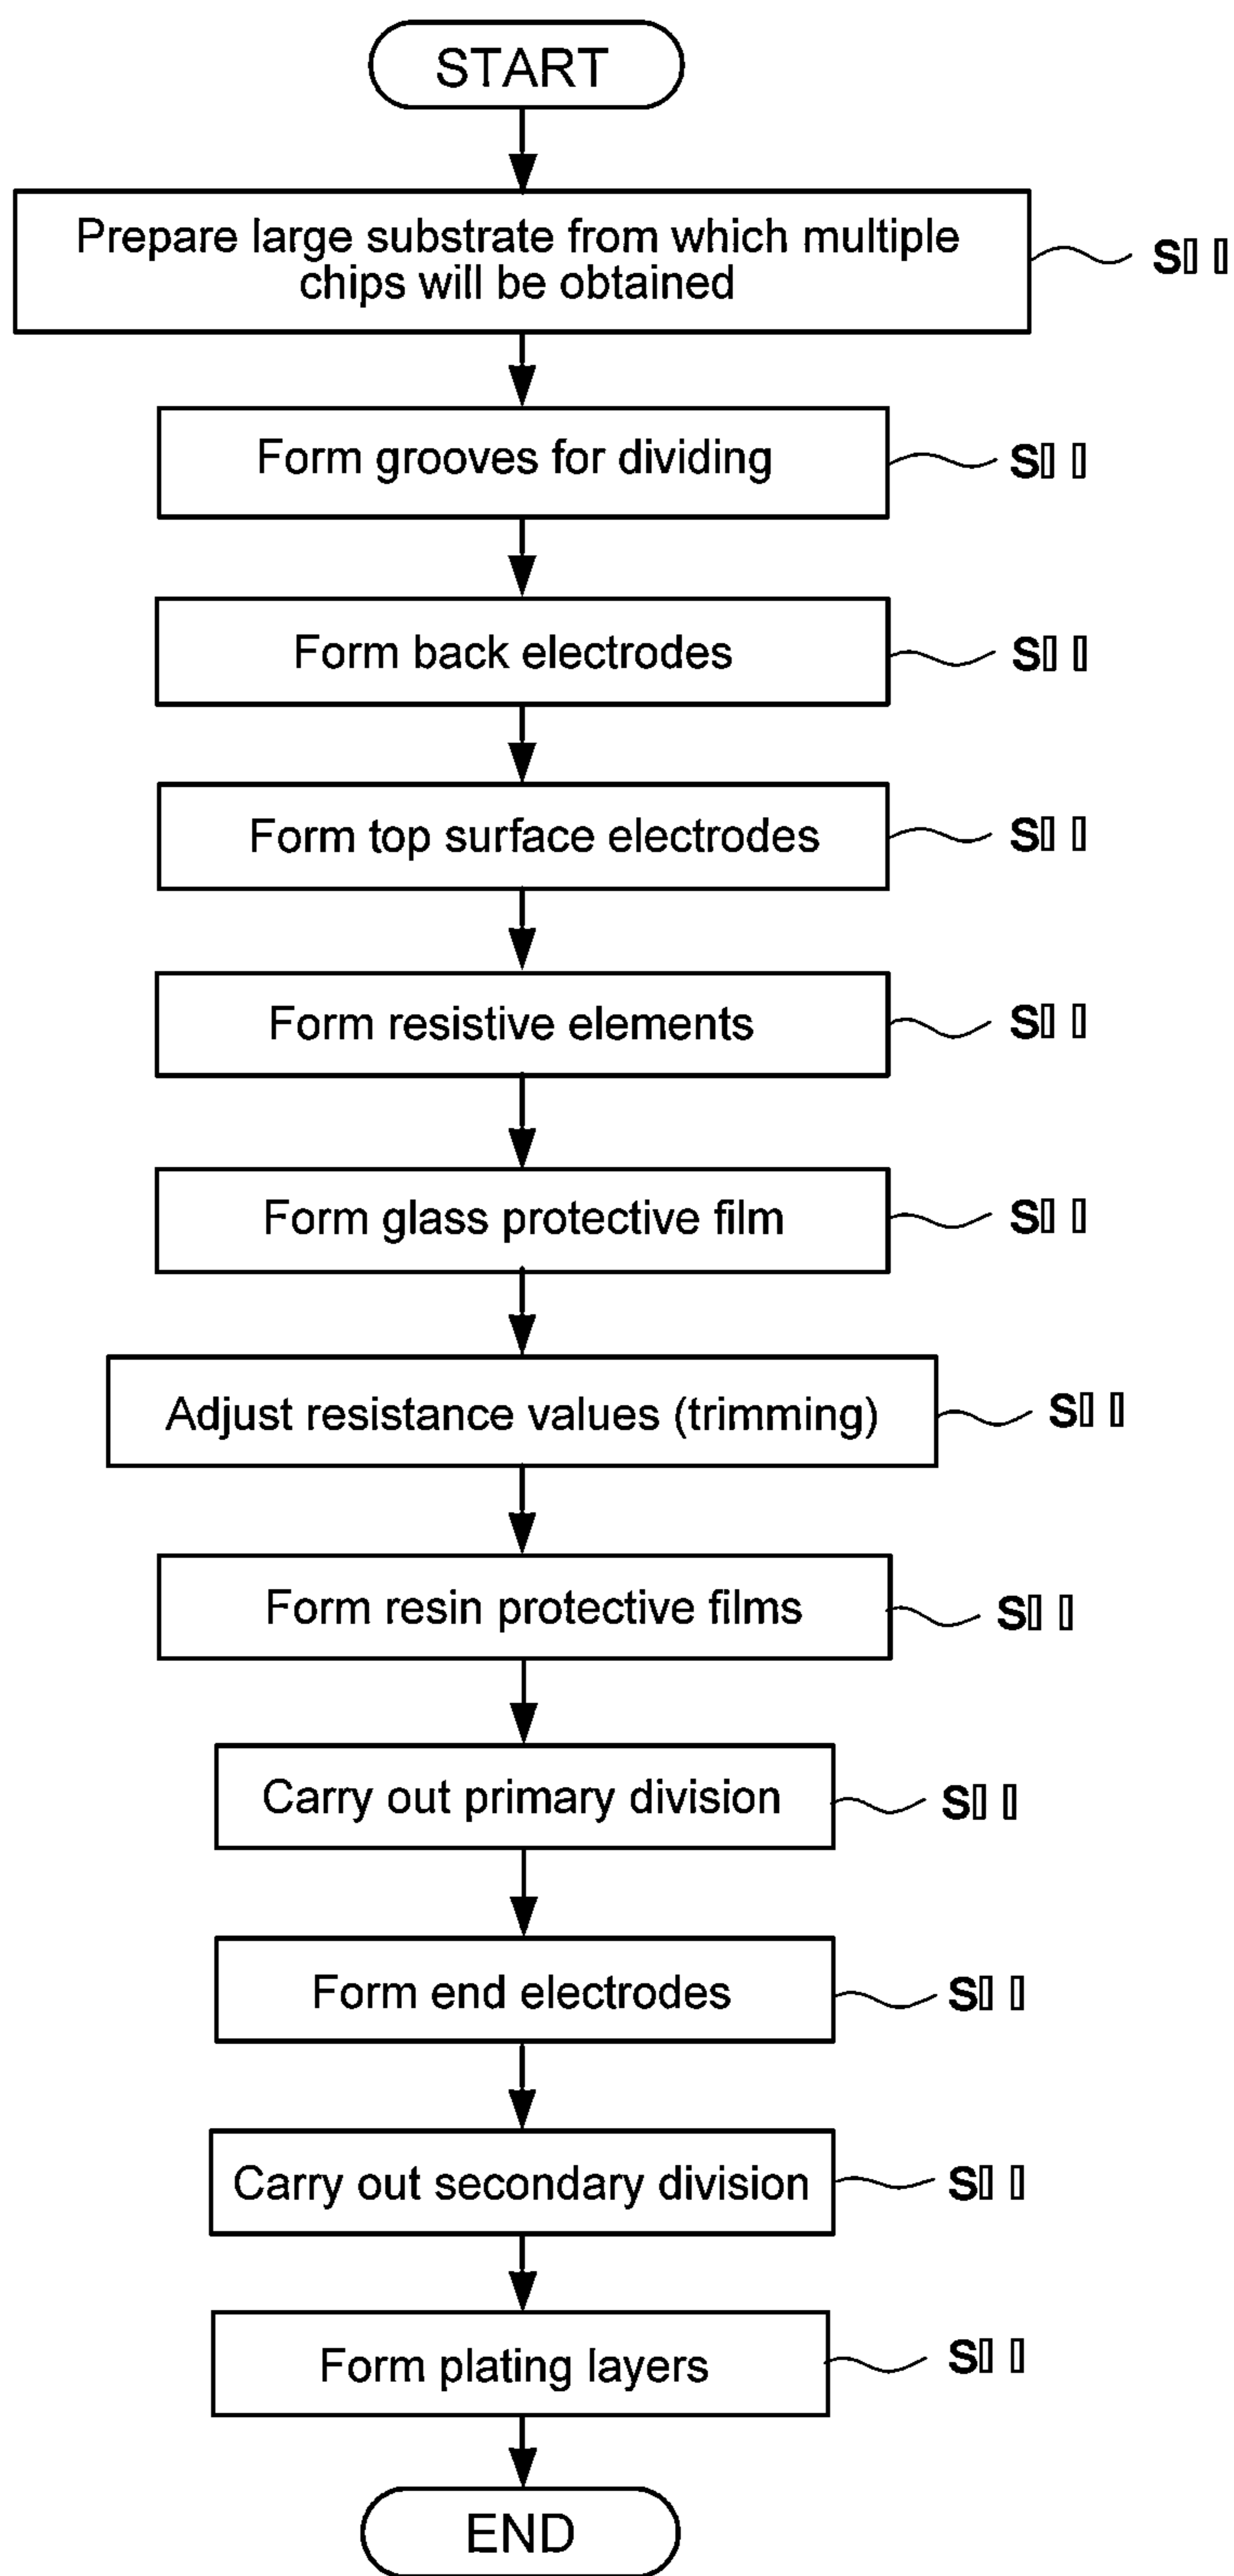 START
Prepare large substrate from which multiple
chips will be obtained
Form grooves for dividing
Form back electrodes
Form top surface electrodes
Form resistive elements
Form glass protective film
Adjust resistance values (trimming)
Form resin protective films
Carry out primary division
Form end electrodes
Carry out secondary division
Form plating layers
END